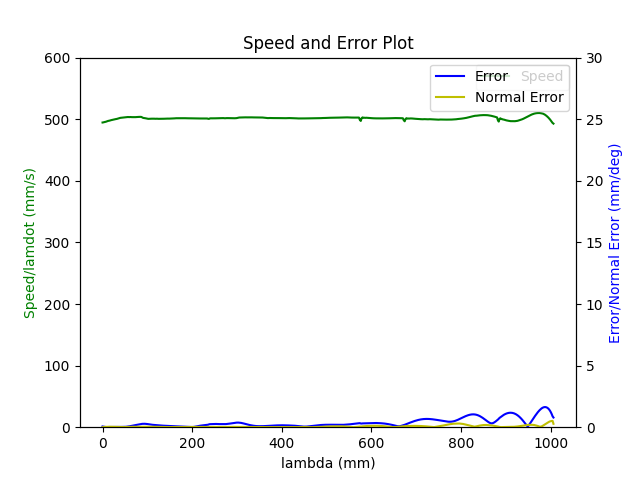 Speed and Error Plot
600
500
400
300
200
100
0
Speed/lamdot (mm/s)
30
25
20
15
10
5
0
Error/Normal Error (mm/deg)
Error
Speed
Normal Error
0
200
400
600
800
1000
lambda (mm)